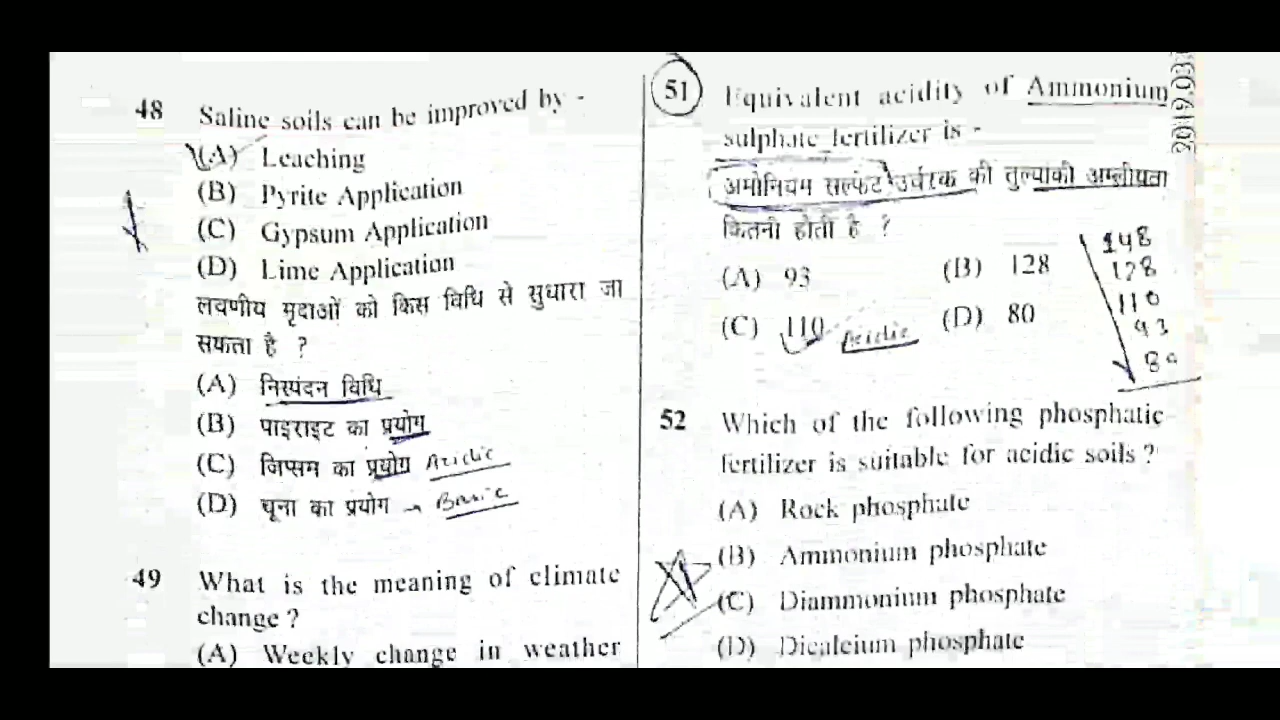 48 Saline soils can be improved by -
(A) Leaching
(B) Pyrite Application
(C) Gypsum Application
(D) Lime Application
लवणीय मृदाओं को किस विधि से सुधारा जा
सकता है ?
(A) निस्पंदन विधि
(B) पाइराइट का प्रयोग
(C) जिप्सम का प्रयोग Acidic
(D) चूना का प्रयोग → Basic
49 What is the meaning of climate
change ?
(A) Weekly change in weather
51 Equivalent acidity of Ammonium
sulphate fertilizer is -
अमोनियम सल्फेट उर्वरक की तुल्यांकी अम्लीयता
कितनी होती है ?
(A) 93 (B) 128
(C) 110 Acidic (D) 80
148
128
110
93
52 Which of the following phosphatic
fertilizer is suitable for acidic soils ?
(A) Rock phosphate
(B) Ammonium phosphate
(C) Diammonium phosphate
(D) Dicalcium phosphate